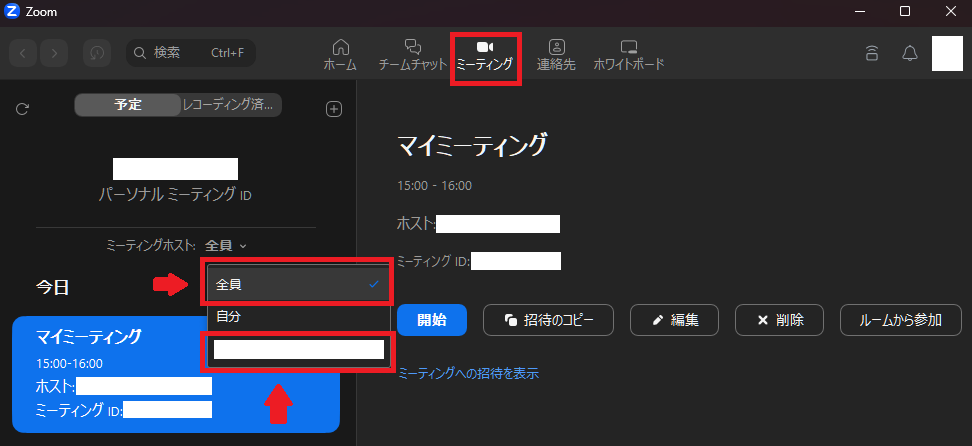 Zoom
検索 Ctrl+F
ホーム
チームチャット
ミーティング
連絡先
ホワイトボード
予定
レコーディング済...
パーソナル ミーティング ID
ミーティングホスト: 全員
全員
自分
今日
マイミーティング
15:00-16:00
ホスト:
ミーティング ID:
マイミーティング
15:00 - 16:00
ホスト:
ミーティング ID:
開始
招待のコピー
編集
削除
ルームから参加
ミーティングへの招待を表示